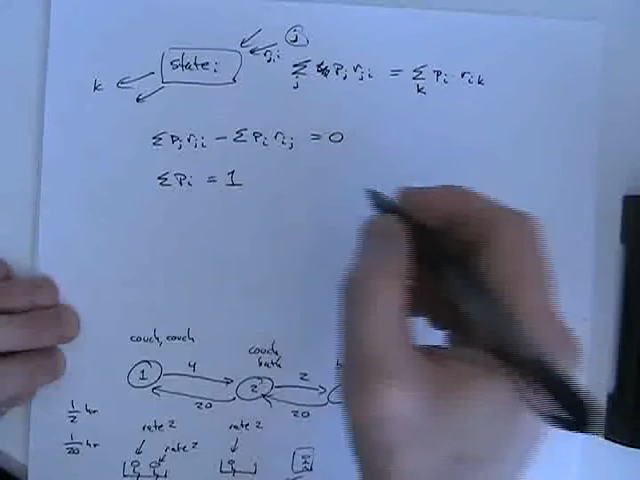 j
state i
r_ji
k
Σ_j P_j r_ji = Σ_k P_i r_ik
Σ P_j r_ji − Σ P_i r_ij = 0
Σ P_i = 1
couch, couch
couch,
1 4 2 2
20 20
1/2 hr
rate 2 rate 2
1/20 hr
rate 2